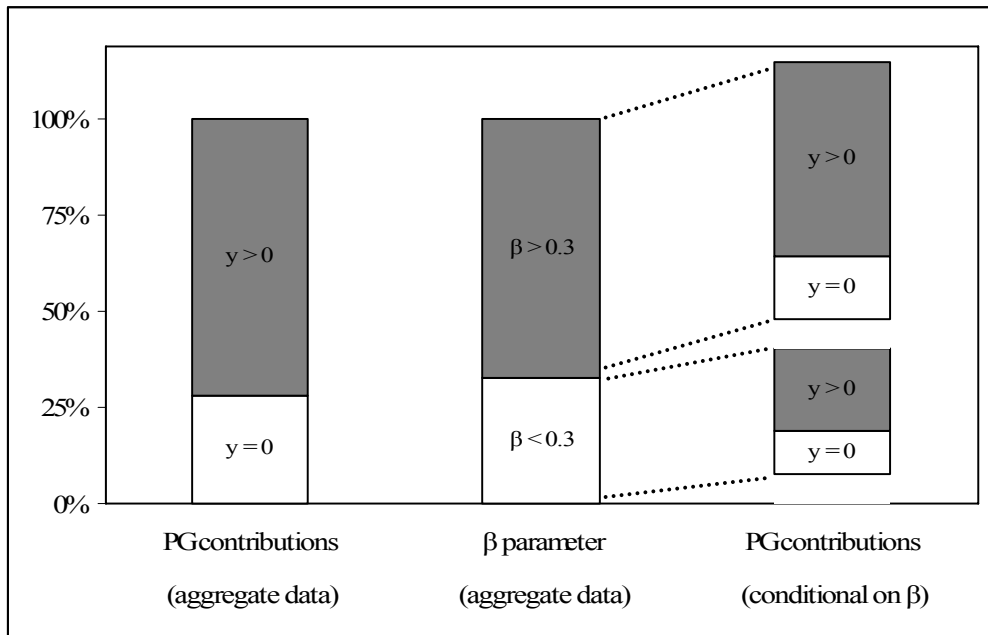 100%
75%
50%
25%
0%
y > 0
y = 0
β > 0.3
β < 0.3
y > 0
y = 0
y > 0
y = 0
PG contributions
(aggregate data)
β parameter
(aggregate data)
PG contributions
(conditional on β)